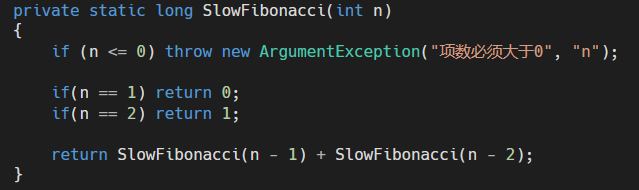 private static long SlowFibonacci(int n)
{
    if (n <= 0) throw new ArgumentException("项数必须大于0", "n");

    if(n == 1) return 0;
    if(n == 2) return 1;

    return SlowFibonacci(n - 1) + SlowFibonacci(n - 2);
}